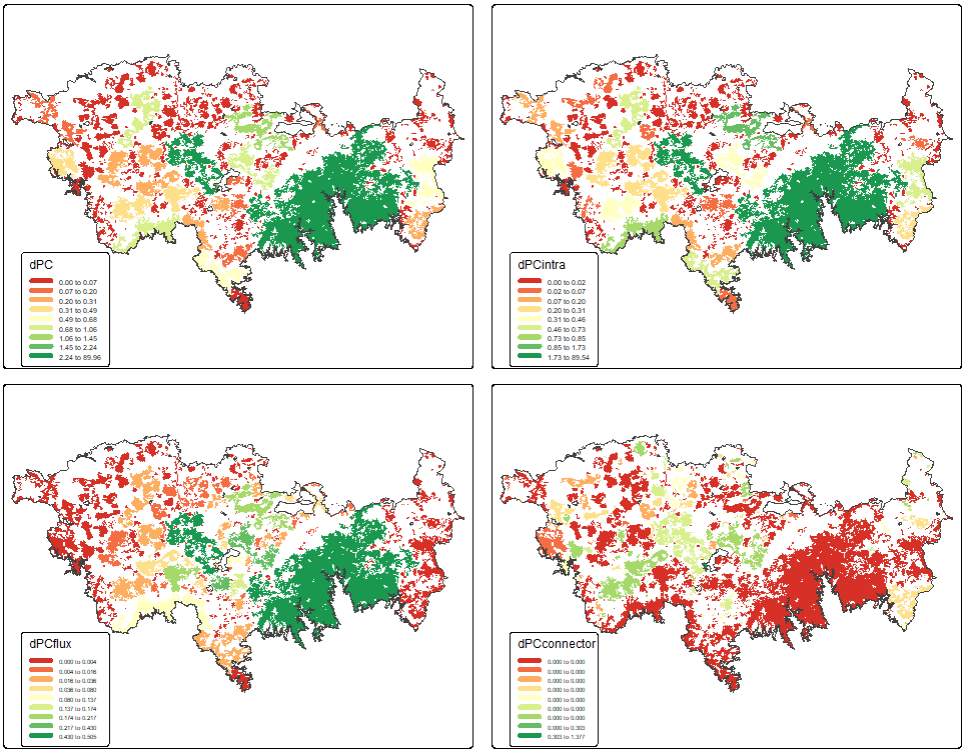 dPC
0.00 to 0.07
0.07 to 0.20
0.20 to 0.31
0.31 to 0.49
0.49 to 0.68
0.68 to 1.06
1.06 to 1.45
1.45 to 2.24
2.24 to 89.96
dPCintra
0.00 to 0.02
0.02 to 0.07
0.07 to 0.20
0.20 to 0.31
0.31 to 0.46
0.46 to 0.73
0.73 to 0.85
0.85 to 1.73
1.73 to 89.54
dPCflux
0.000 to 0.004
0.004 to 0.016
0.016 to 0.036
0.036 to 0.080
0.080 to 0.137
0.137 to 0.174
0.174 to 0.217
0.217 to 0.430
0.430 to 0.505
dPCconnector
0.000 to 0.000
0.000 to 0.000
0.000 to 0.000
0.000 to 0.000
0.000 to 0.000
0.000 to 0.000
0.000 to 0.000
0.000 to 0.303
0.303 to 1.377